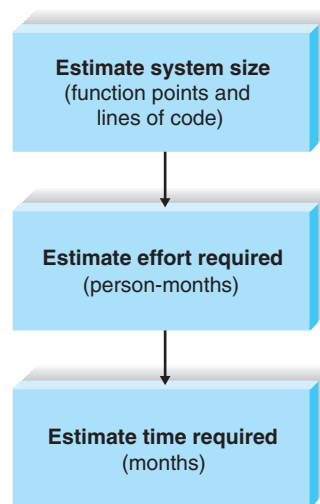 Estimate system size
(function points and
lines of code)
Estimate effort required
(person-months)
Estimate time required
(months)